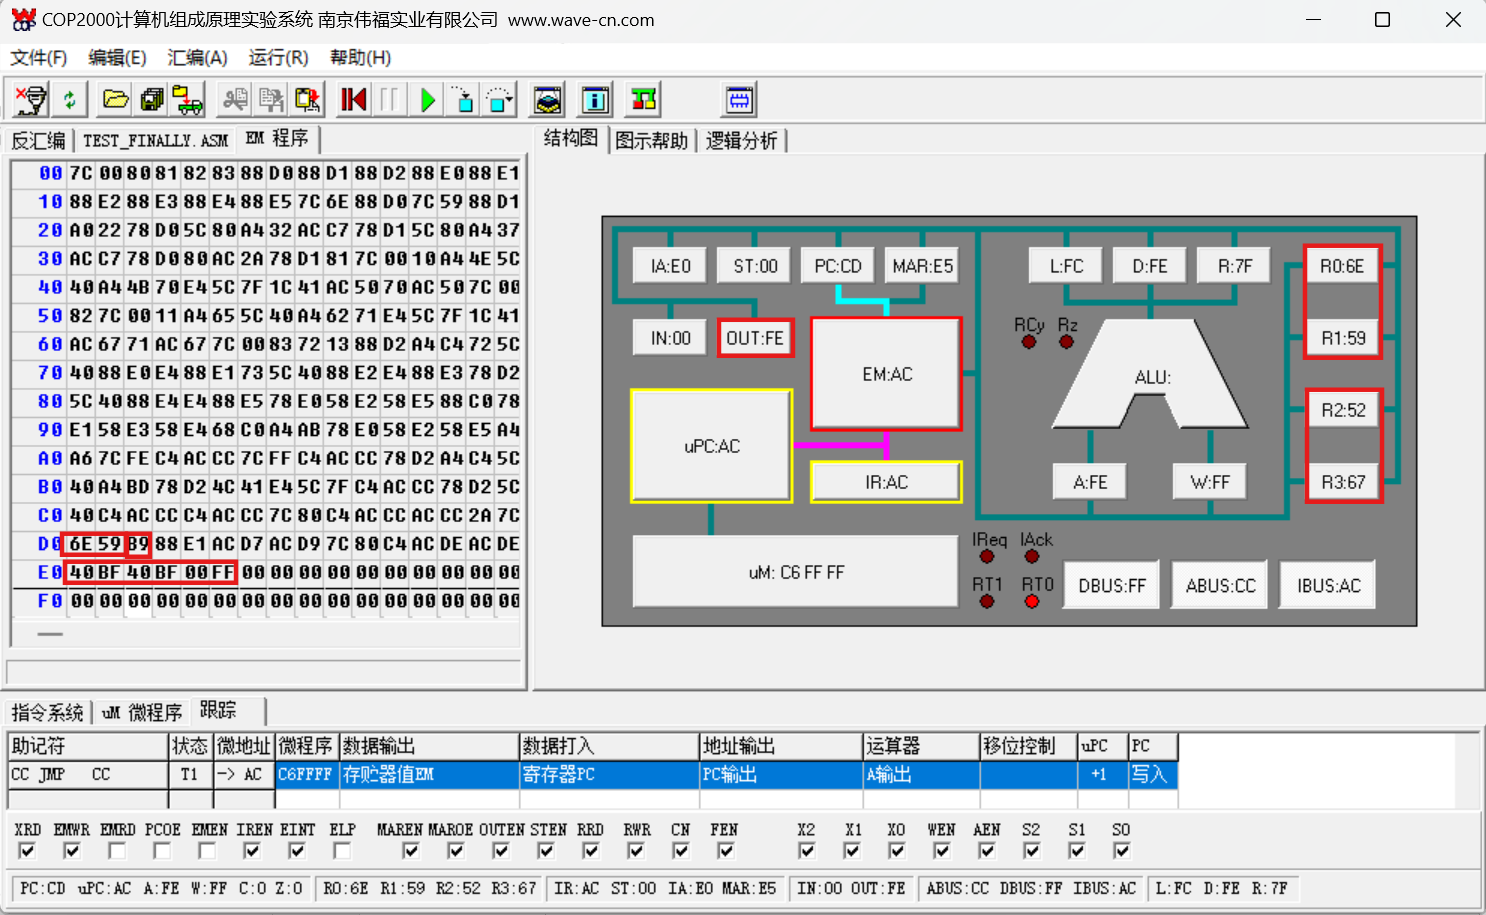 COP2000计算机组成原理实验系统 南京伟福实业有限公司 www.wave-cn.com
文件(F) 编辑(E) 汇编(A) 运行(R) 帮助(H)
反汇编 TEST_FINALLY.ASM EM 程序
00 7C 00 80 81 82 83 88 D0 88 D1 88 D2 88 E0 88 E1
10 88 E2 88 E3 88 E4 88 E5 7C 6E 88 D0 7C 59 88 D1
20 A0 22 78 D0 5C 80 A4 32 AC C7 78 D1 5C 80 A4 37
30 AC C7 78 D0 80 AC 2A 78 D1 81 7C 00 10 A4 4E 5C
40 40 A4 4B 70 E4 5C 7F 1C 41 AC 50 70 AC 50 7C 00
50 82 7C 00 11 A4 65 5C 40 A4 62 71 E4 5C 7F 1C 41
60 AC 67 71 AC 67 7C 00 83 72 13 88 D2 A4 C4 72 5C
70 40 88 E0 E4 88 E1 73 5C 40 88 E2 E4 88 E3 78 D2
80 5C 40 88 E4 E4 88 E5 78 E0 58 E2 58 E5 88 C0 78
90 E1 58 E3 58 E4 68 C0 A4 AB 78 E0 58 E2 58 E5 A4
A0 A6 7C FE C4 AC CC 7C FF C4 AC CC 78 D2 A4 C4 5C
B0 40 A4 BD 78 D2 4C 41 E4 5C 7F C4 AC CC 78 D2 5C
C0 40 C4 AC CC C4 AC CC 7C 80 C4 AC CC AC CC 2A 7C
D0 6E 59 B9 88 E1 AC D7 AC D9 7C 80 C4 AC DE AC DE
E0 40 BF 40 BF 00 FF 00 00 00 00 00 00 00 00 00 00
F0 00 00 00 00 00 00 00 00 00 00 00 00 00 00 00 00
结构图 图示帮助 逻辑分析
IA:E0 ST:00 PC:CD MAR:E5 L:FC D:FE R:7F R0:6E
RCy Rz
IN:00 OUT:FE R1:59
EM:AC ALU:
R2:52
uPC:AC
IR:AC A:FE W:FF R3:67
IReq IAck
uM: C6 FF FF
RT1 RT0 DBUS:FF ABUS:CC IBUS:AC
指令系统 uM 微程序 跟踪
助记符 状态 微地址 微程序 数据输出 数据打入 地址输出 运算器 移位控制 uPC PC
CC JMP CC T1 -> AC C6FFFF 存贮器值EM 寄存器PC PC输出 A输出 +1 写入
XRD EMWR EMRD PCOE EMEN IREN EINT ELP MAREN MAROE OUTEN STEN RRD RWR CN FEN X2 X1 X0 WEN AEN S2 S1 S0
PC:CD uPC:AC A:FE W:FF C:0 Z:0 R0:6E R1:59 R2:52 R3:67 IR:AC ST:00 IA:E0 MAR:E5 IN:00 OUT:FE ABUS:CC DBUS:FF IBUS:AC L:FC D:FE R:7F